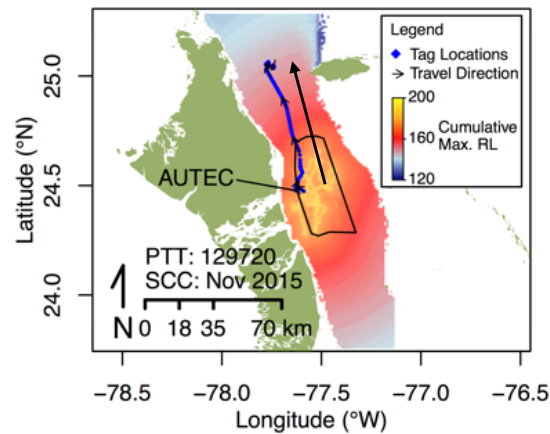 Legend
Tag Locations
Travel Direction
200
160
120
Cumulative
Max. RL
25.0
24.5
24.0
Latitude (°N)
AUTEC
PTT: 129720
SCC: Nov 2015
N
0 18 35 70 km
−78.5 −78.0 −77.5 −77.0 −76.5
Longitude (°W)